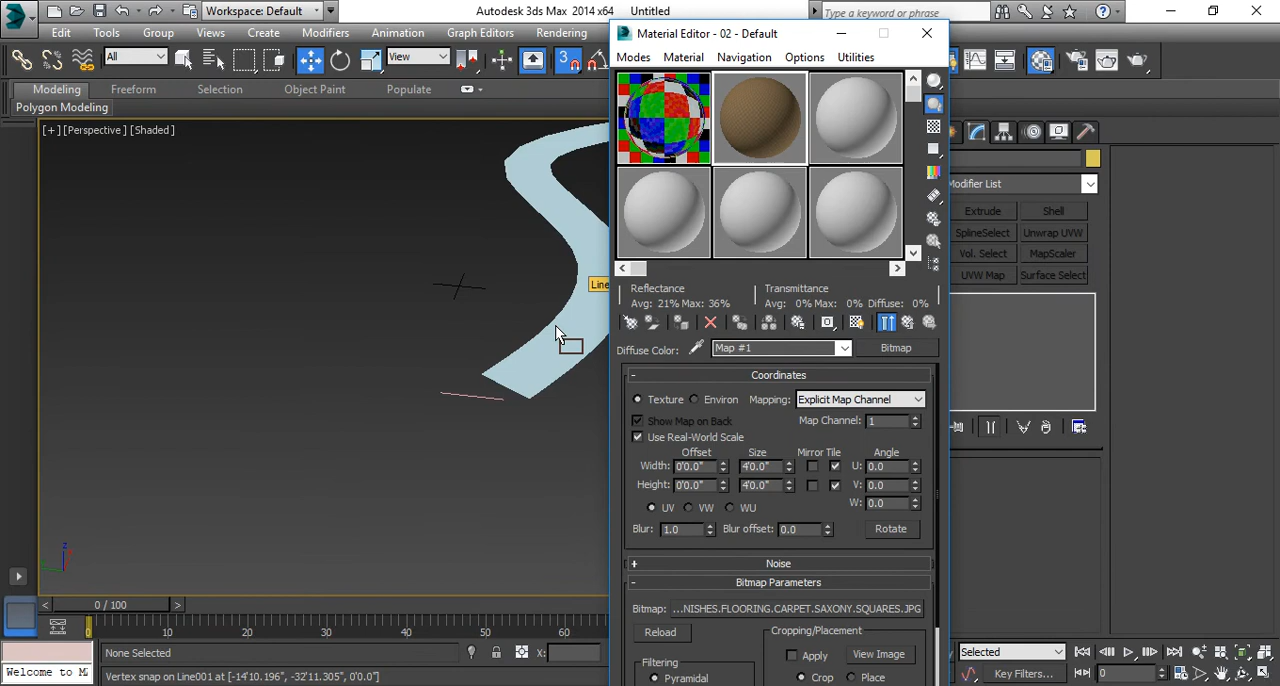 Workspace: Default
Autodesk 3ds Max 2014 x64 Untitled
Type a keyword or phrase
Edit Tools Group Views Create Modifiers Animation Graph Editors Rendering
All
View
3
Modeling Freeform Selection Object Paint Populate
Polygon Modeling
[+] [Perspective ] [Shaded ]
Line
z
Material Editor - 02 - Default
Modes Material Navigation Options Utilities
Reflectance
Avg: 21% Max: 36%
Transmittance
Avg: 0% Max: 0% Diffuse: 0%
Diffuse Color: Map #1 Bitmap
- Coordinates
Texture Environ Mapping: Explicit Map Channel
Show Map on Back Map Channel: 1
Use Real-World Scale
Offset Size Mirror Tile Angle
Width: 0'0.0" 4'0.0" U: 0.0
Height: 0'0.0" 4'0.0" V: 0.0
UV VW WU W: 0.0
Blur: 1.0 Blur offset: 0.0 Rotate
+ Noise
- Bitmap Parameters
Bitmap: ...NISHES.FLOORING.CARPET.SAXONY.SQUARES.JPG
Reload Cropping/Placement
Apply View Image
Filtering
Pyramidal Crop Place
Modifier List
Extrude Shell
SplineSelect Unwrap UVW
Vol. Select MapScaler
UVW Map Surface Select
< 0 / 100 >
0 10 20 30 40 50 60
None Selected X:
Welcome to M
Vertex snap on Line001 at [-14'10.196", -32'11.305", 0'0.0"]
Selected
Key Filters...
0